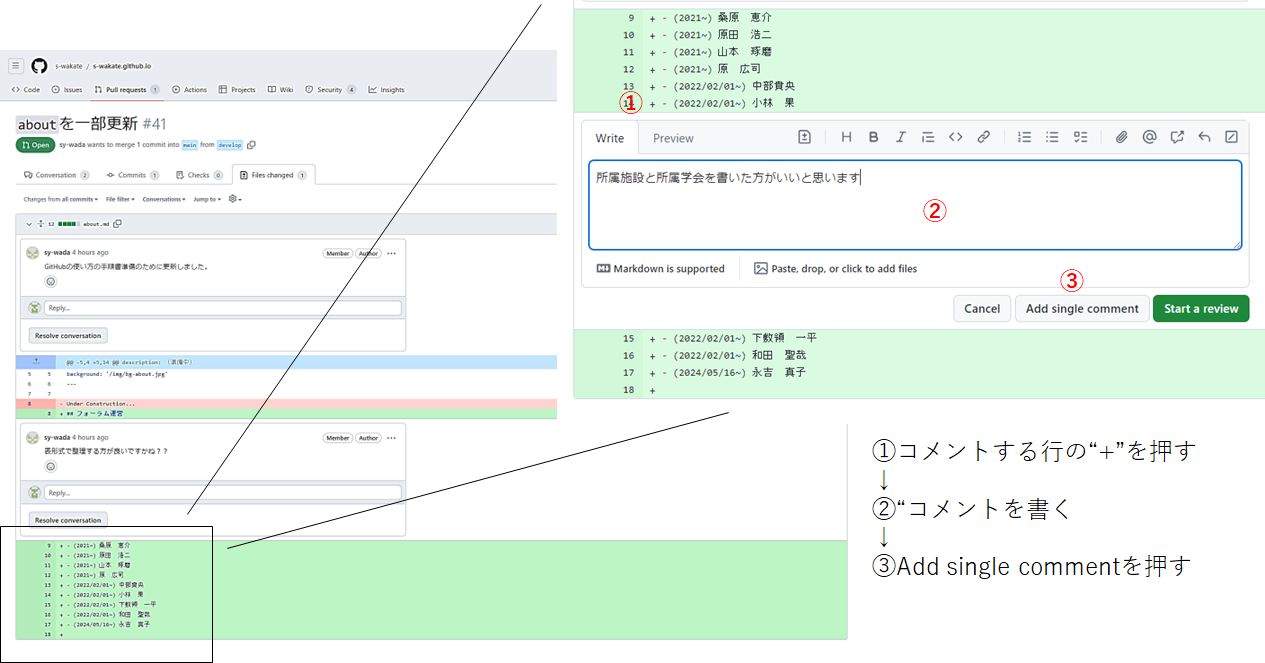 s-wakate / s-wakate.github.io
Code Issues Pull requests 1 Actions Projects Wiki Security 4 Insights
aboutを一部更新 #41
Open sy-wada wants to merge 1 commit into main from develop
Conversation 2 Commits 1 Checks 0 Files changed 1
Changes from all commits File filter Conversations Jump to
12 about.md
sy-wada 4 hours ago Member Author
GitHubの使い方の手順書準備のために更新しました。
Reply...
Resolve conversation
@@ -5,4 +5,14 @@ description: (準備中)
5 5 background: '/img/bg-about.jpg'
6 6 ---
7 7
8 - Under Construction...
8 + ## フォーラム運営
sy-wada 4 hours ago Member Author
表形式で整理する方が良いですかね？？
Reply...
Resolve conversation
9 + - (2021~) 桑原　恵介
10 + - (2021~) 原田　浩二
11 + - (2021~) 山本　琢磨
12 + - (2021~) 原　広司
13 + - (2022/02/01~) 中部貴央
14 + - (2022/02/01~) 小林　果
15 + - (2022/02/01~) 下敷領　一平
16 + - (2022/02/01~) 和田　聖哉
17 + - (2024/05/16~) 永吉　真子
18 +
9 + - (2021~) 桑原　恵介
10 + - (2021~) 原田　浩二
11 + - (2021~) 山本　琢磨
12 + - (2021~) 原　広司
13 + - (2022/02/01~) 中部貴央
14 + - (2022/02/01~) 小林　果
①
Write Preview
所属施設と所属学会を書いた方がいいと思います
②
Markdown is supported Paste, drop, or click to add files
③
Cancel Add single comment Start a review
15 + - (2022/02/01~) 下敷領　一平
16 + - (2022/02/01~) 和田　聖哉
17 + - (2024/05/16~) 永吉　真子
18 +
①コメントする行の“+”を押す
↓
②“コメントを書く
↓
③Add single commentを押す